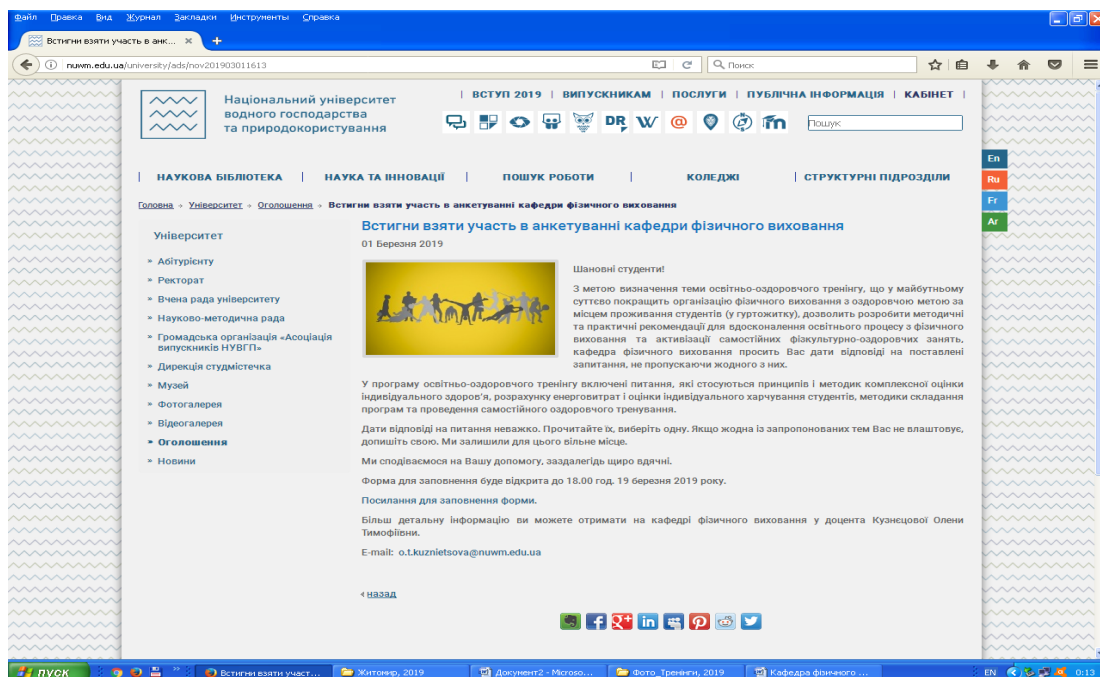 Файл Правка Вид Журнал Закладки Инструменты Справка
Встигни взяти участь в анк...
nuwm.edu.ua/university/ads/nov201903011613
Поиск
Національний університет
водного господарства
та природокористування
| ВСТУП 2019 | ВИПУСКНИКАМ | ПОСЛУГИ | ПУБЛІЧНА ІНФОРМАЦІЯ | КАБІНЕТ |
DR W @
Пошук
En
Ru
Fr
Ar
| НАУКОВА БІБЛІОТЕКА | НАУКА ТА ІННОВАЦІЇ | ПОШУК РОБОТИ | КОЛЕДЖІ | СТРУКТУРНІ ПІДРОЗДІЛИ
Головна » Університет » Оголошення » Встигни взяти участь в анкетуванні кафедри фізичного виховання
Університет
» Абітурієнту
» Ректорат
» Вчена рада університету
» Науково-методична рада
» Громадська організація «Асоціація
випускників НУВГП»
» Дирекція студмістечка
» Музей
» Фотогалерея
» Відеогалерея
» Оголошення
» Новини
Встигни взяти участь в анкетуванні кафедри фізичного виховання
01 Березня 2019
Шановні студенти!
З метою визначення теми освітньо-оздоровчого тренінгу, що у майбутньому
суттєво покращить організацію фізичного виховання з оздоровчою метою за
місцем проживання студентів (у гуртожитку), дозволить розробити методичні
та практичні рекомендації для вдосконалення освітнього процесу з фізичного
виховання та активізації самостійних фізкультурно-оздоровчих занять,
кафедра фізичного виховання просить Вас дати відповіді на поставлені
запитання, не пропускаючи жодного з них.
У програму освітньо-оздоровчого тренінгу включені питання, які стосуються принципів і методик комплексної оцінки
індивідуального здоров’я, розрахунку енерговитрат і оцінки індивідуального харчування студентів, методики складання
програм та проведення самостійного оздоровчого тренування.
Дати відповіді на питання неважко. Прочитайте їх, виберіть одну. Якщо жодна із запропонованих тем Вас не влаштовує,
допишіть свою. Ми залишили для цього вільне місце.
Ми сподіваємося на Вашу допомогу, заздалегідь щиро вдячні.
Форма для заповнення буде відкрита до 18.00 год. 19 березня 2019 року.
Посилання для заповнення форми.
Більш детальну інформацію ви можете отримати на кафедрі фізичного виховання у доцента Кузнєцової Олени
Тимофіївни.
E-mail: o.t.kuznietsova@nuwm.edu.ua
‹ назад
пуск
Встигни взяти участ...
Житомир, 2019
Документ2 - Microso...
Фото_Тренінги, 2019
Кафедра фізичного ...
EN
0:13